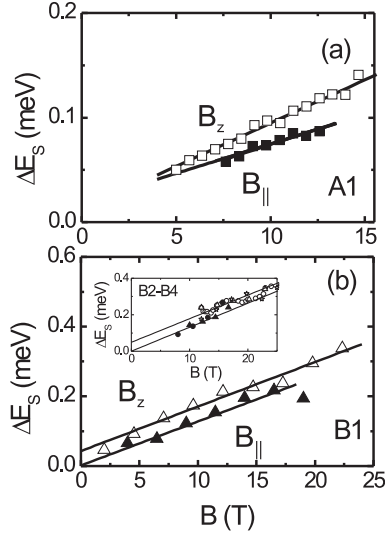 0.2
(a)
ΔE_S (meV)
0.1
B_z
B_||
A1
0.0
0 5 10 15
0.6
(b)
0.4 B2-B4
ΔE_S (meV)
0.2
0.0
0 10 20
B (T)
ΔE_S (meV)
0.4
B_z
0.2
B_||
B1
0.0
0 5 10 15 20 25
B (T)